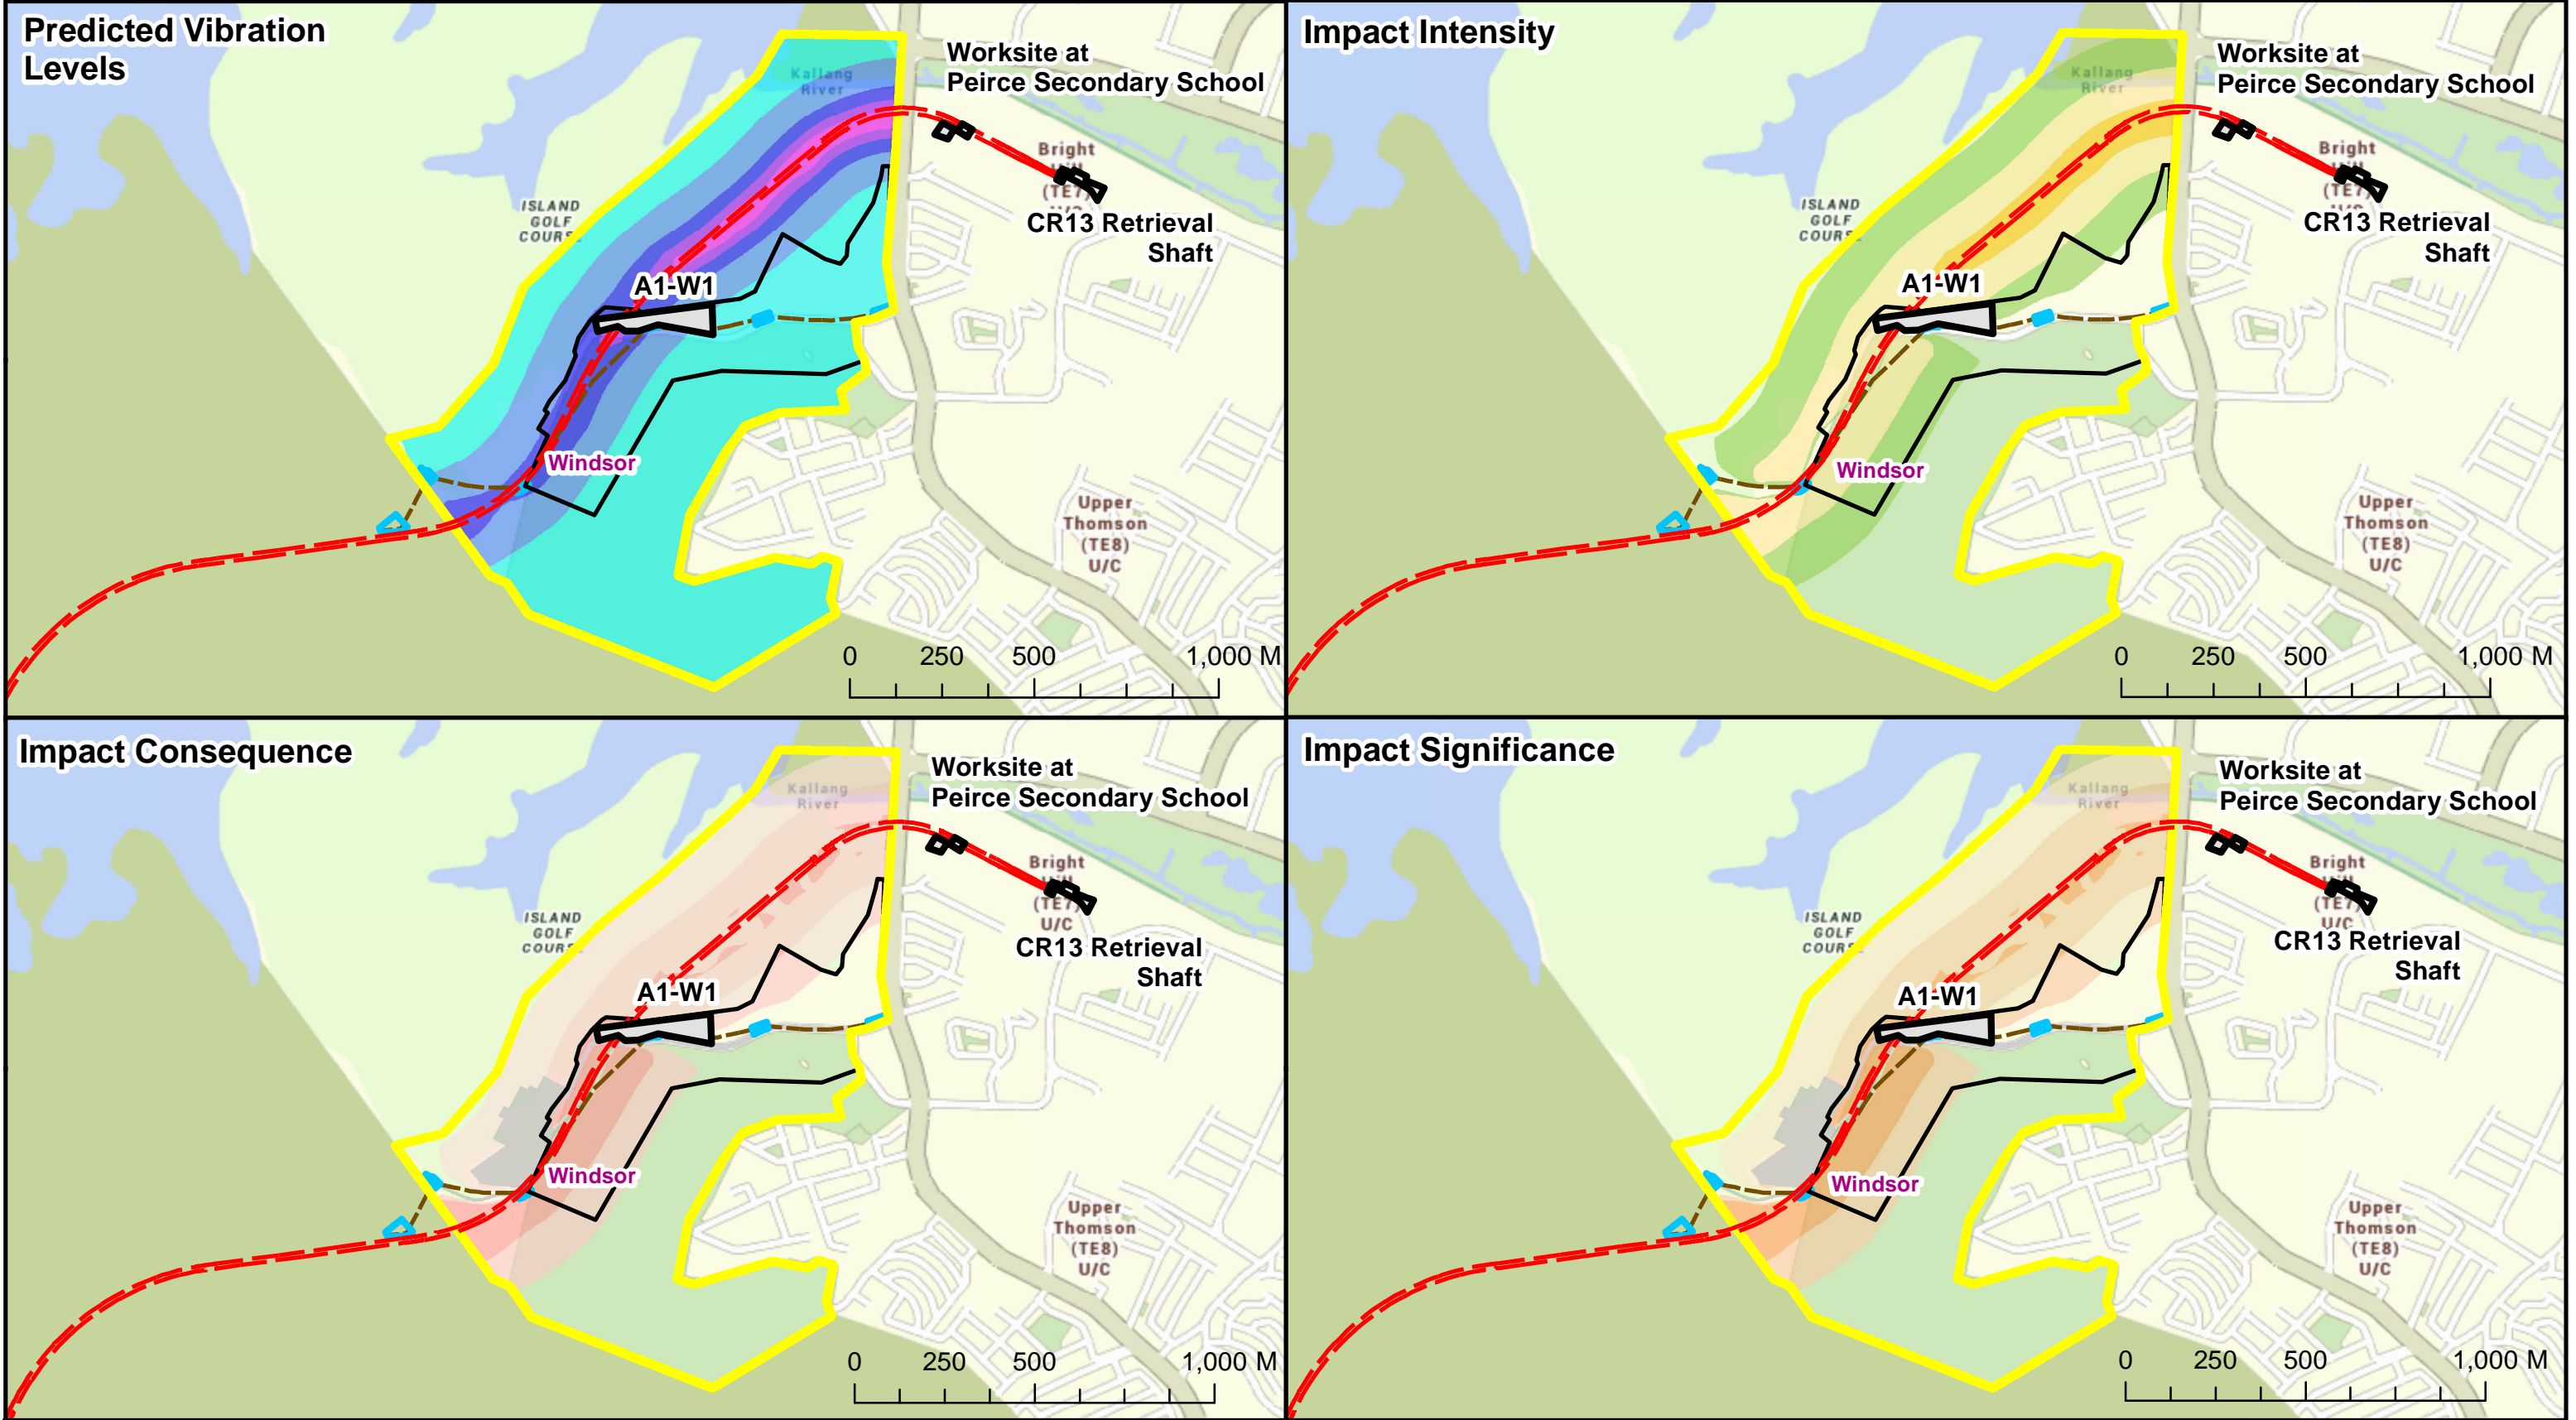 Predicted Vibration
Levels
Kallang
River
Worksite at
Peirce Secondary School
Bright
(TE7)
CR13 Retrieval
Shaft
ISLAND
GOLF
A1-W1
Windsor
Upper
Thomson
(TE8)
U/C
0 250 500 1,000 M
Impact Intensity
Kallang
River
Worksite at
Peirce Secondary School
Bright
(TE7)
CR13 Retrieval
Shaft
ISLAND
GOLF
A1-W1
Windsor
Upper
Thomson
(TE8)
U/C
0 250 500 1,000 M
Impact Consequence
Kallang
River
Worksite at
Peirce Secondary School
Bright
(TE7)
U/C
CR13 Retrieval
Shaft
ISLAND
GOLF
A1-W1
Windsor
Upper
Thomson
(TE8)
U/C
0 250 500 1,000 M
Impact Significance
Kallang
River
Worksite at
Peirce Secondary School
Bright
(TE7)
U/C
CR13 Retrieval
Shaft
ISLAND
GOLF
A1-W1
Windsor
Upper
Thomson
(TE8)
U/C
0 250 500 1,000 M